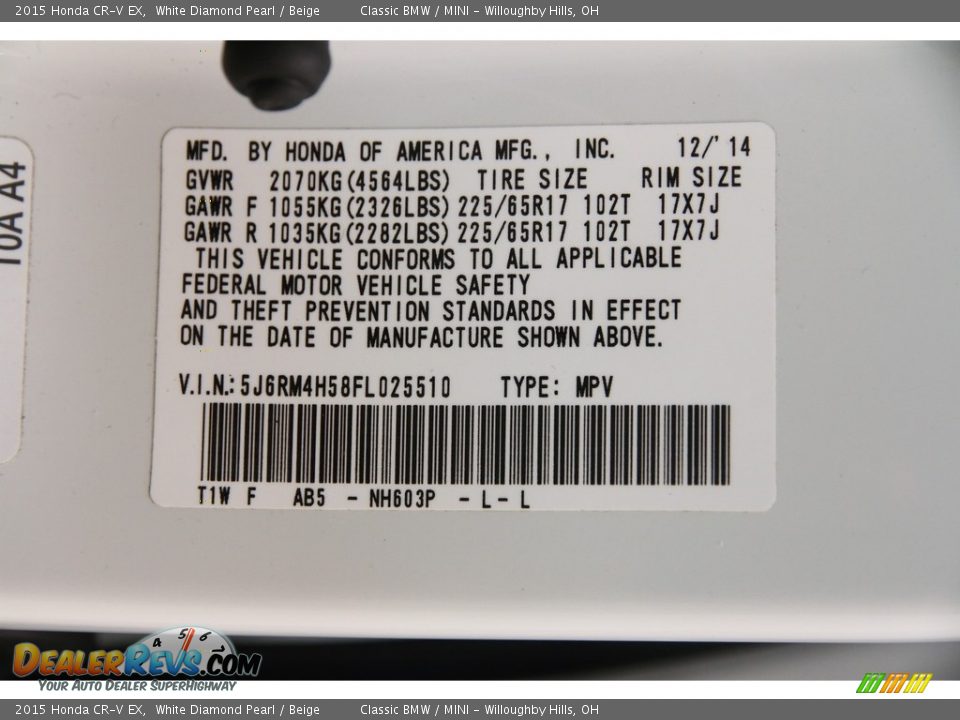 2015 Honda CR-V EX, White Diamond Pearl / Beige Classic BMW / MINI - Willoughby Hills, OH
10A A4
MFD. BY HONDA OF AMERICA MFG., INC. 12/'14
GVWR 2070KG(4564LBS) TIRE SIZE RIM SIZE
GAWR F 1055KG(2326LBS) 225/65R17 102T 17X7J
GAWR R 1035KG(2282LBS) 225/65R17 102T 17X7J
THIS VEHICLE CONFORMS TO ALL APPLICABLE
FEDERAL MOTOR VEHICLE SAFETY
AND THEFT PREVENTION STANDARDS IN EFFECT
ON THE DATE OF MANUFACTURE SHOWN ABOVE.
V.I.N.: 5J6RM4H58FL025510 TYPE: MPV
T1W F AB5 - NH603P - L - L
4 5 6
DEALERREVS.COM
YOUR AUTO DEALER SUPERHIGHWAY
2015 Honda CR-V EX, White Diamond Pearl / Beige Classic BMW / MINI - Willoughby Hills, OH